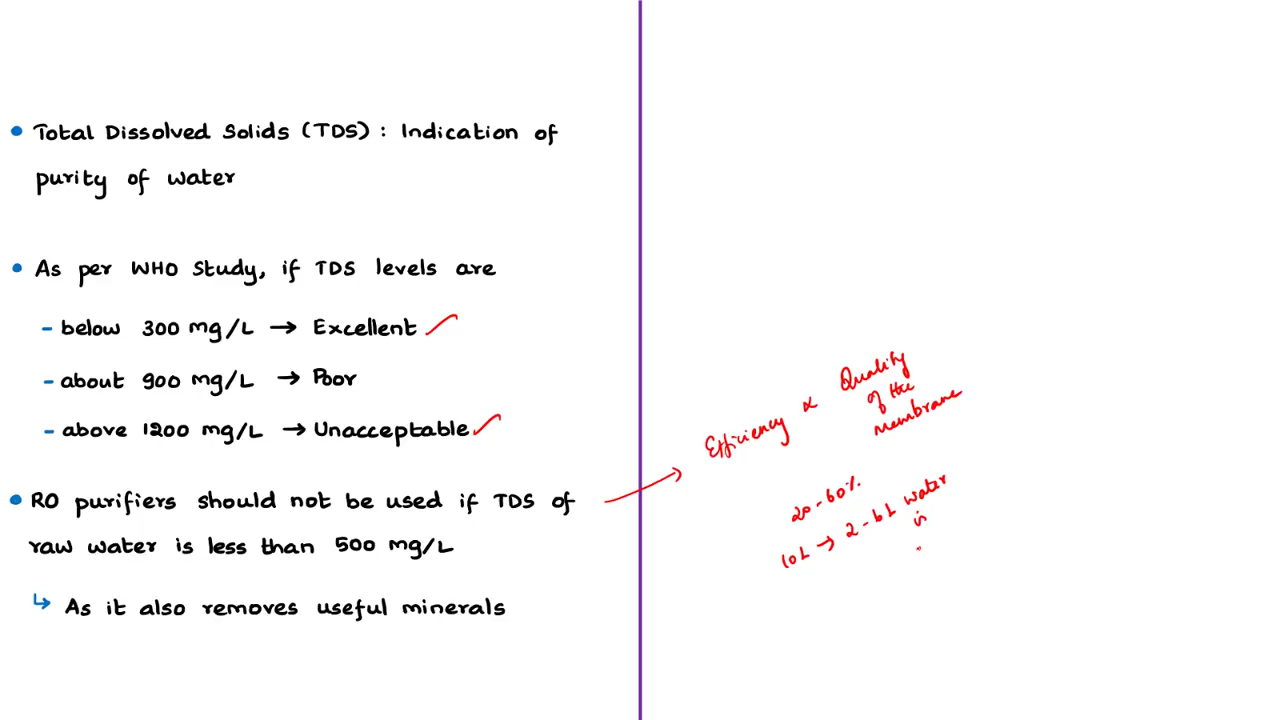 • Total Dissolved Solids (TDS) : Indication of
purity of water
• As per WHO Study, if TDS levels are
- below 300 mg/L → Excellent
- about 900 mg/L → Poor
- above 1200 mg/L → Unacceptable
• RO purifiers should not be used if TDS of
raw water is less than 500 mg/L
↳ As it also removes useful minerals
Efficiency ∝ Quality
of the
membrane
20-60%
10L → 2-6L water
is